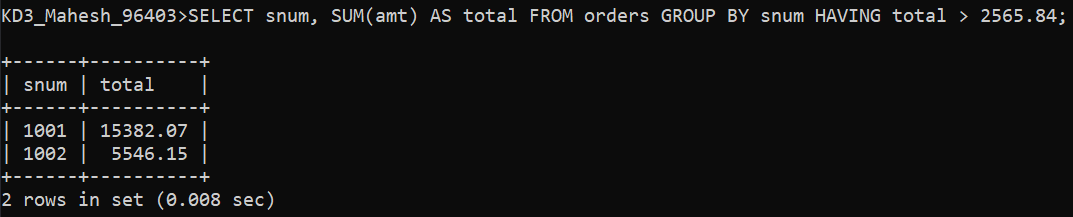 KD3_Mahesh_96403>SELECT snum, SUM(amt) AS total FROM orders GROUP BY snum HAVING total > 2565.84;
+------+----------+
| snum | total    |
+------+----------+
| 1001 | 15382.07 |
| 1002 |  5546.15 |
+------+----------+
2 rows in set (0.008 sec)